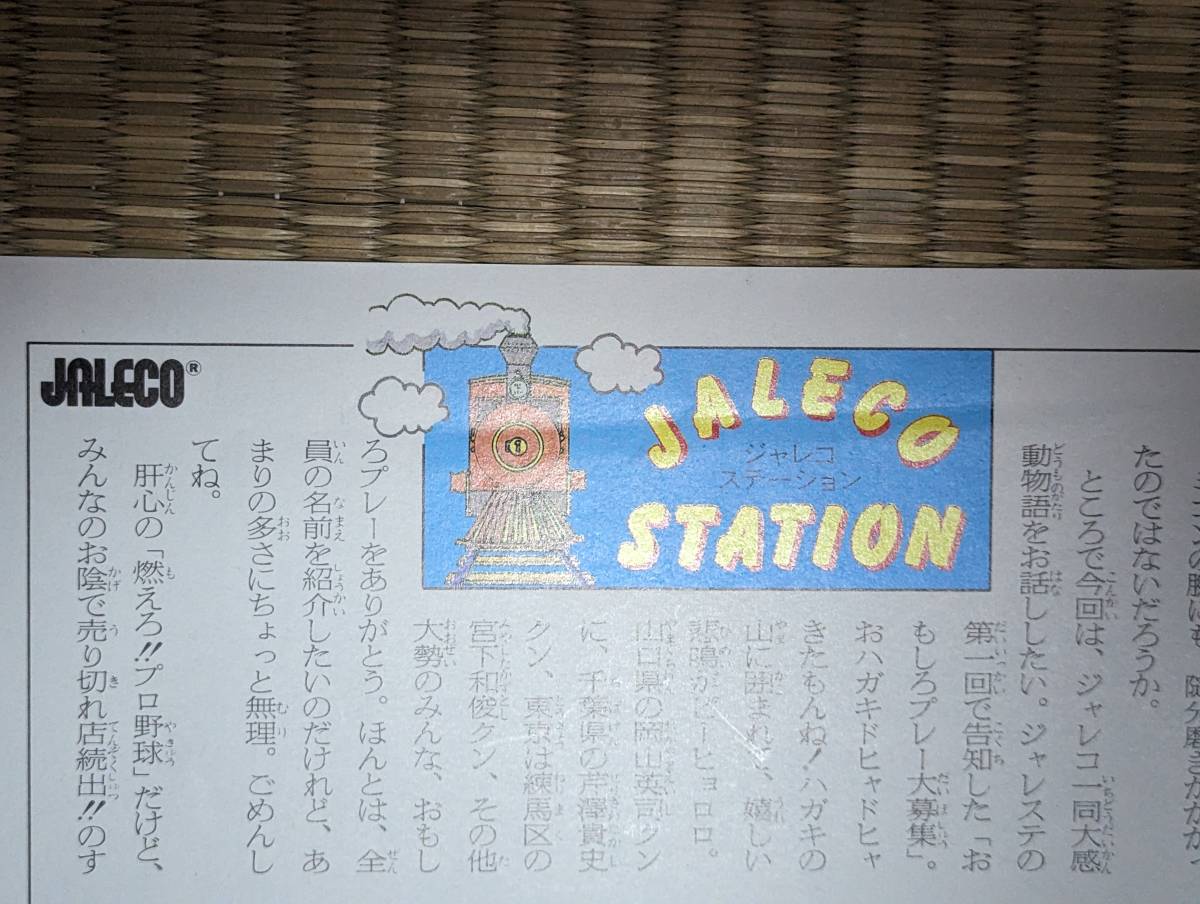 JALECO®
JALECO
ジャレコ
ステーション
STATION
たのではないだろうか。
ところで今回は、ジャレコ一同大感
動物語をお話ししたい。ジャレステの
第一回で告知した「お
もしろプレー大募集」。
おハガキドヒャドヒャ
きたもんね！ハガキの
山に囲まれて、嬉しい
悲鳴がピーヒョロロ。
山口県の岡山英司クン
に、千葉県の芹澤貴史
クン、東京は練馬区の
宮下和俊クン、その他
大勢のみんな、おもし
ろプレーをありがとう。ほんとは、全
員の名前を紹介したいのだけれど、あ
まりの多さにちょっと無理。ごめんし
てね。
肝心の「燃えろ!!プロ野球」だけど、
みんなのお陰で売り切れ店続出!!のす